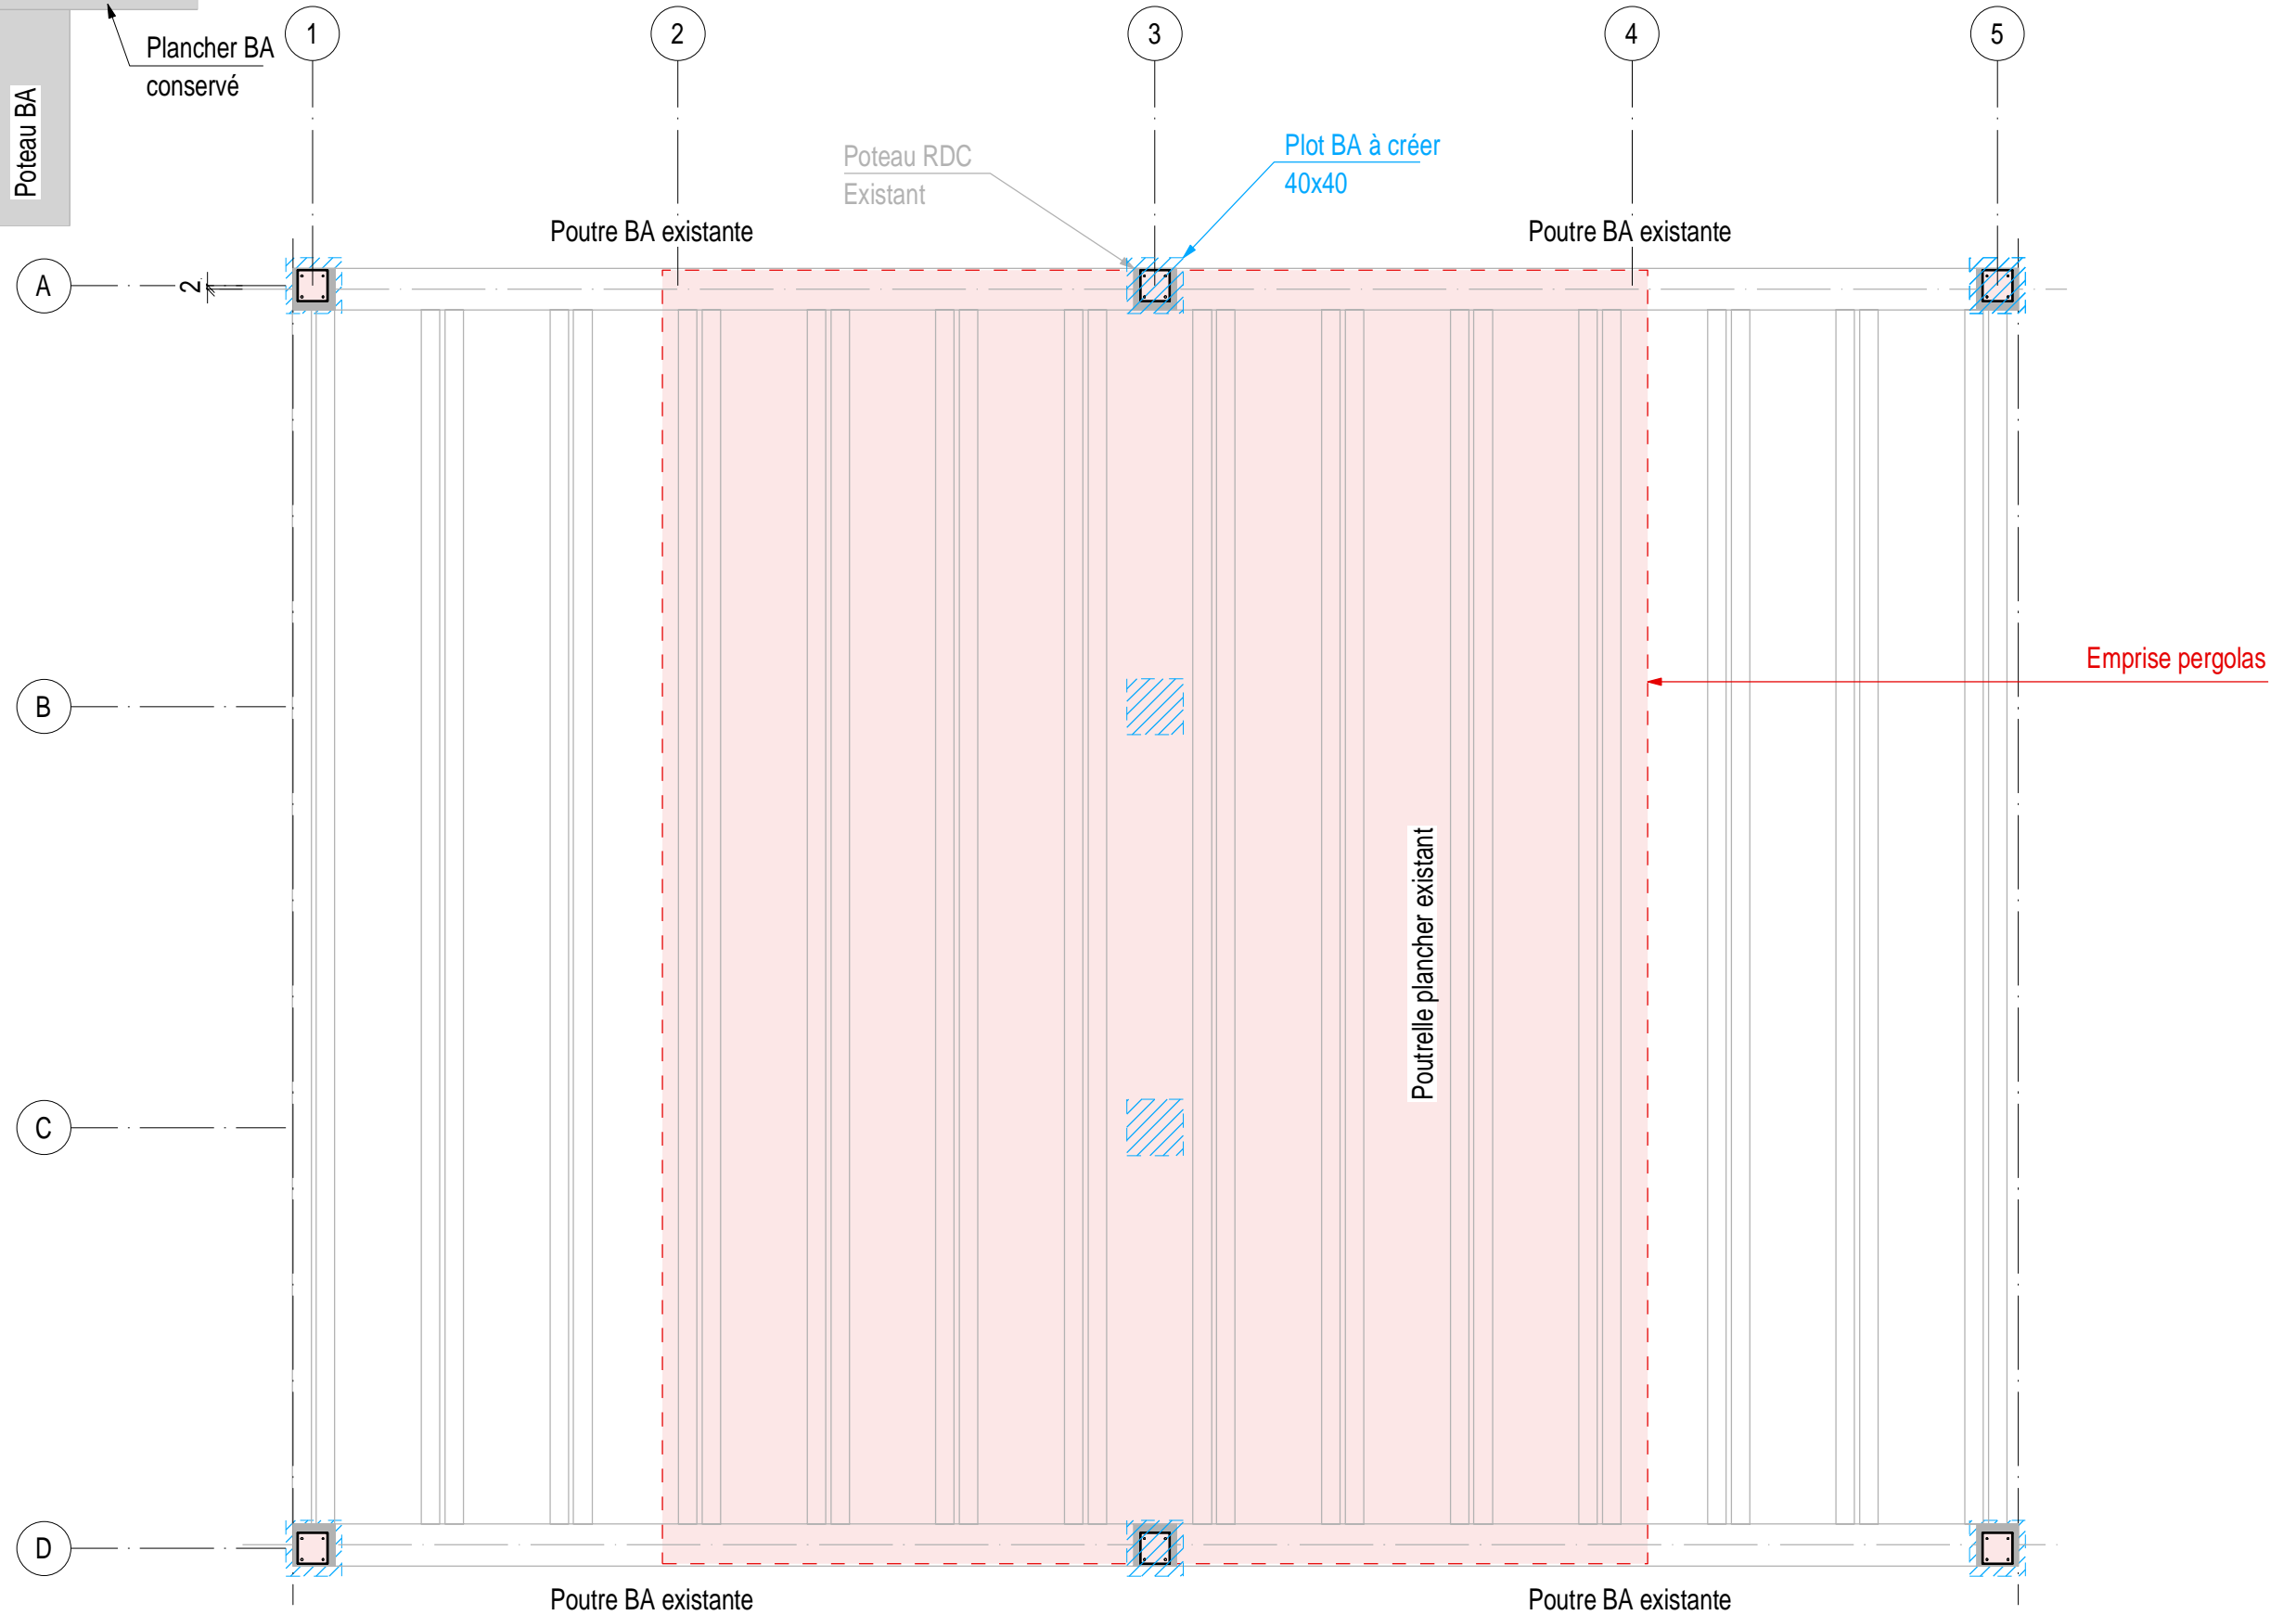 1
2
3
4
5
Plancher BA
conservé
Poteau BA
Poteau RDC
Existant
Plot BA à créer
40x40
Poutre BA existante
Poutre BA existante
A
2
B
Emprise pergolas
Poutrelle plancher existant
C
D
Poutre BA existante
Poutre BA existante